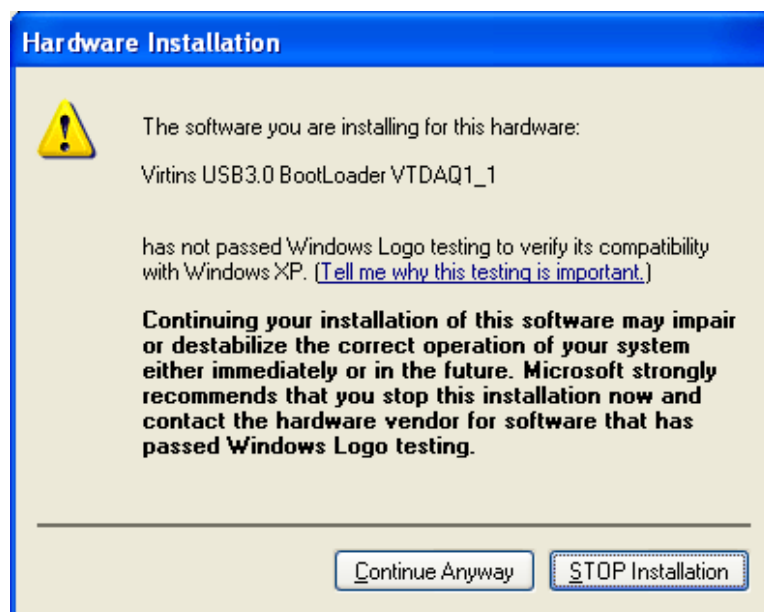 Hardware Installation
The software you are installing for this hardware:
Virtins USB3.0 BootLoader VTDAQ1_1
has not passed Windows Logo testing to verify its compatibility
with Windows XP. (Tell me why this testing is important.)
Continuing your installation of this software may impair
or destabilize the correct operation of your system
either immediately or in the future. Microsoft strongly
recommends that you stop this installation now and
contact the hardware vendor for software that has
passed Windows Logo testing.
Continue Anyway
STOP Installation